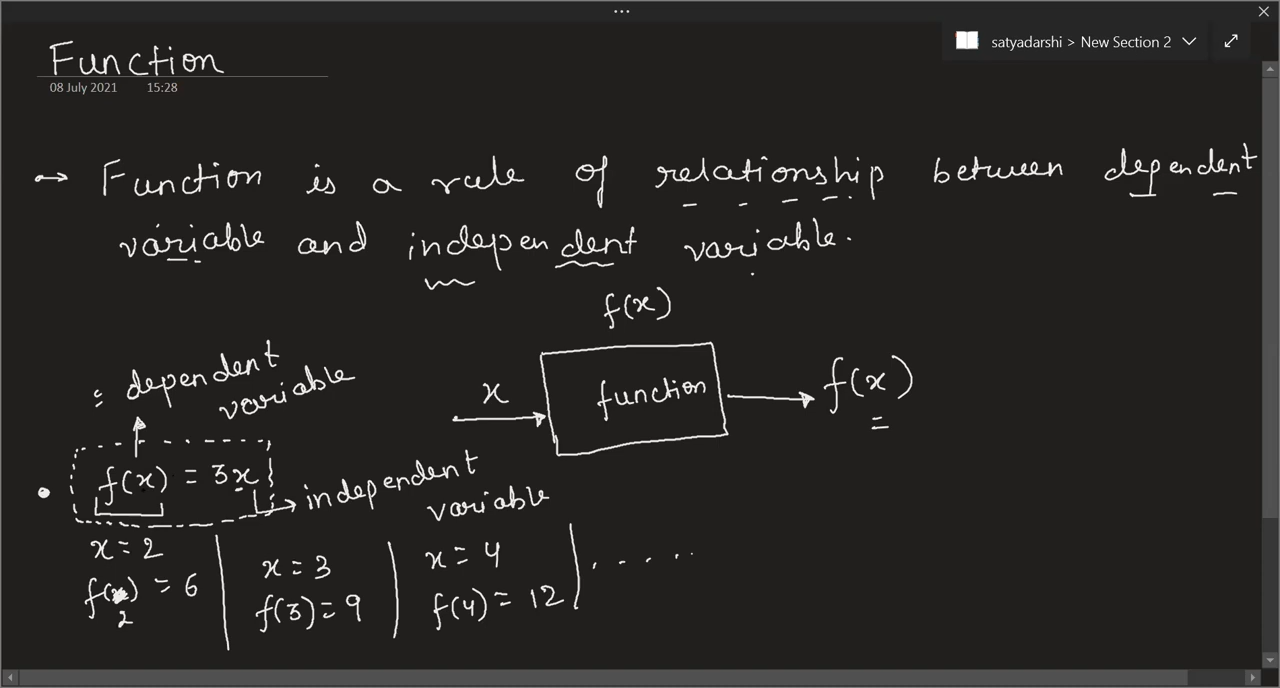 satyadarshi > New Section 2
Function
08 July 2021 15:28
→ Function is a rule of relationship between dependent
variable and independent variable.
f(x)
x function f(x)
= dependent
variable
f(x) = 3x
independent
variable
x = 2
f(x) = 6
2
x = 3
f(3) = 9
x = 4
f(4) = 12
.....